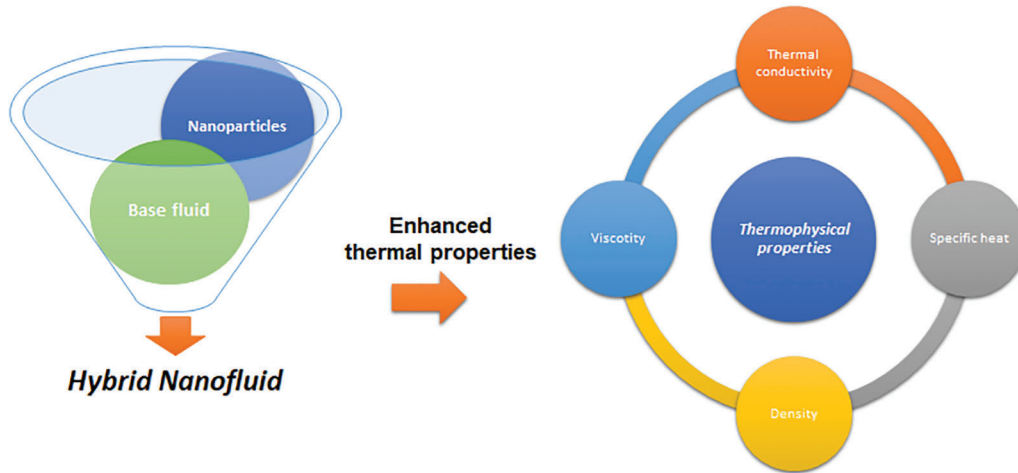 Nanoparticles
Base fluid
Hybrid Nanofluid
Enhanced
thermal properties
Thermal
conductivity
Viscotity
Thermophysical
properties
Specific heat
Density